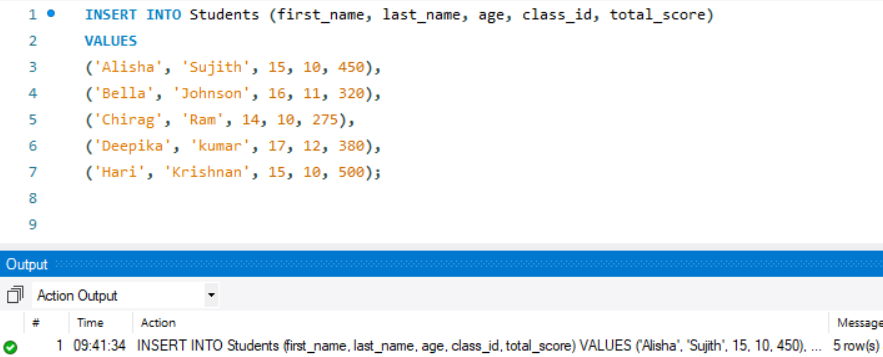 1 INSERT INTO Students (first_name, last_name, age, class_id, total_score)
2 VALUES
3 ('Alisha', 'Sujith', 15, 10, 450),
4 ('Bella', 'Johnson', 16, 11, 320),
5 ('Chirag', 'Ram', 14, 10, 275),
6 ('Deepika', 'kumar', 17, 12, 380),
7 ('Hari', 'Krishnan', 15, 10, 500);
8
9
Output
Action Output
# Time Action Message
1 09:41:34 INSERT INTO Students (first_name, last_name, age, class_id, total_score) VALUES ('Alisha', 'Sujith', 15, 10, 450), ... 5 row(s)